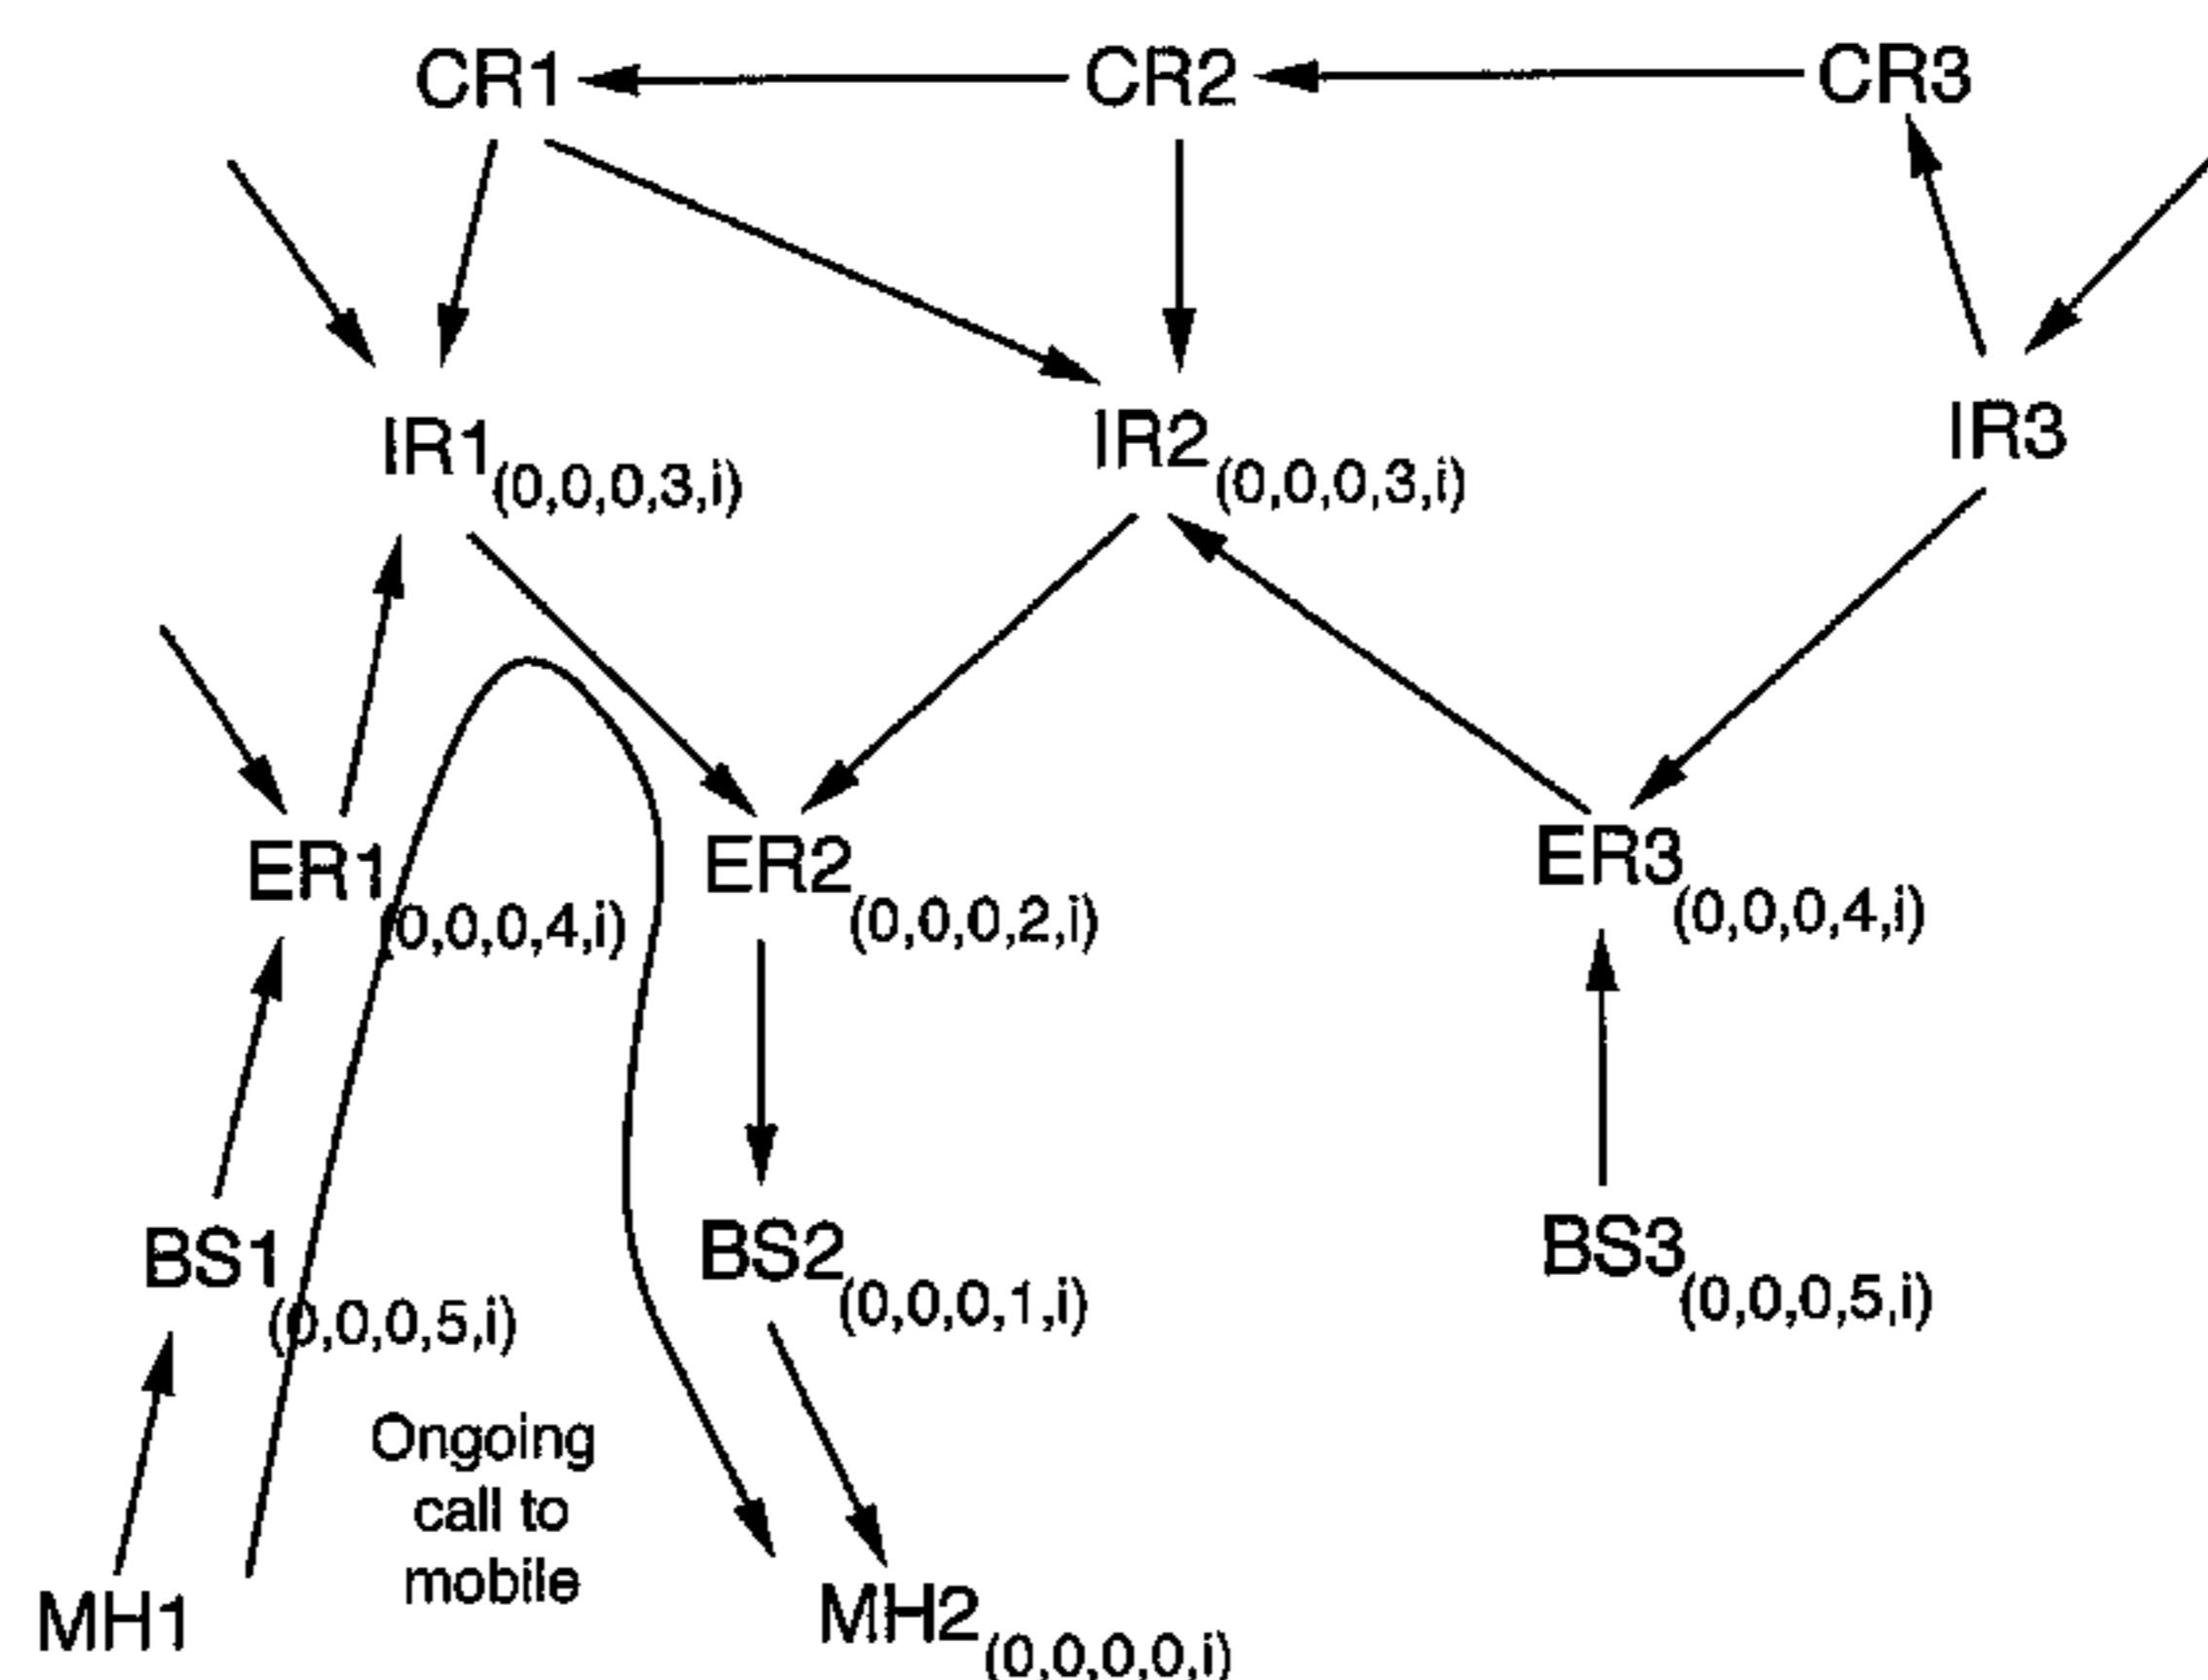 CR1 CR2 CR3
IR1(0,0,0,3,i) IR2(0,0,0,3,i) IR3
ER1(0,0,0,4,i) ER2(0,0,0,2,i) ER3(0,0,0,4,i)
BS1(0,0,0,5,i) BS2(0,0,0,1,i) BS3(0,0,0,5,i)
Ongoing
call to
mobile
MH1 MH2(0,0,0,0,i)